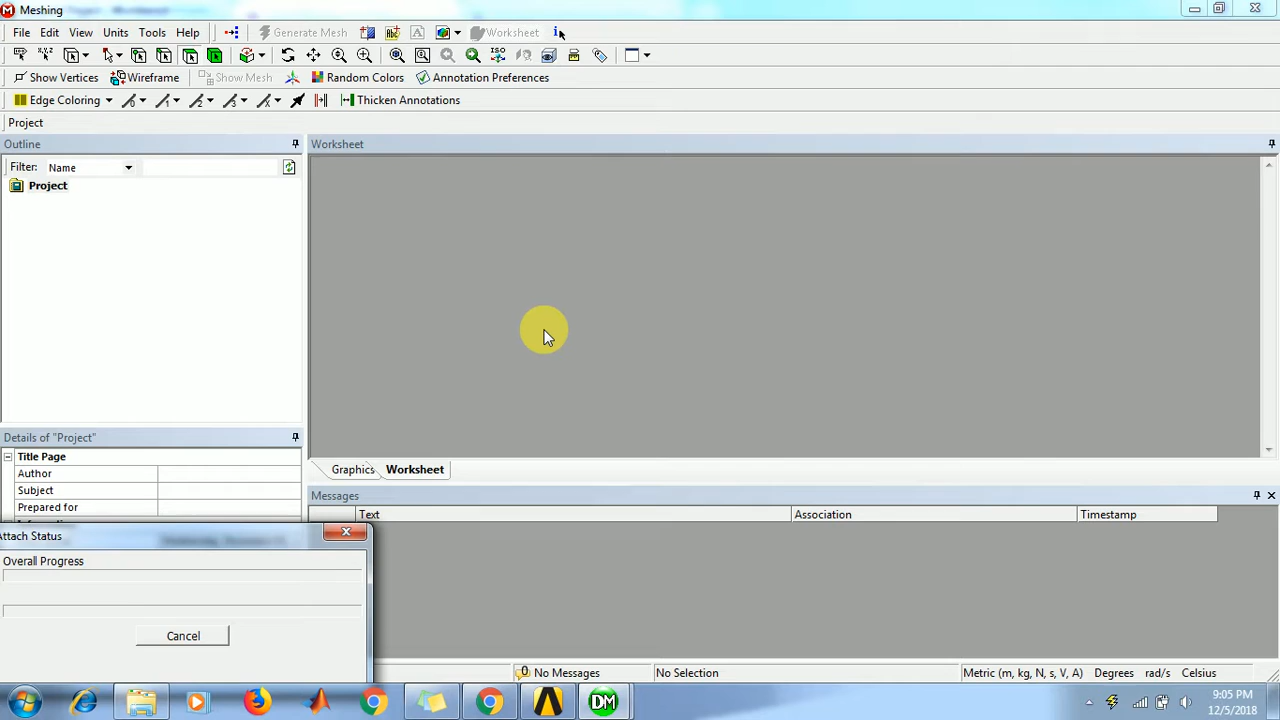 Meshing
File Edit View Units Tools Help Generate Mesh A Worksheet i
Show Vertices Wireframe Show Mesh Random Colors Annotation Preferences
Edge Coloring Thicken Annotations
Project
Outline
Filter: Name
Project
Worksheet
Details of "Project"
Title Page
Author
Subject
Prepared for
Graphics Worksheet
Messages
Text Association Timestamp
Attach Status
Overall Progress
Cancel
0 No Messages No Selection Metric (m, kg, N, s, V, A) Degrees rad/s Celsius
DM
9:05 PM
12/5/2018